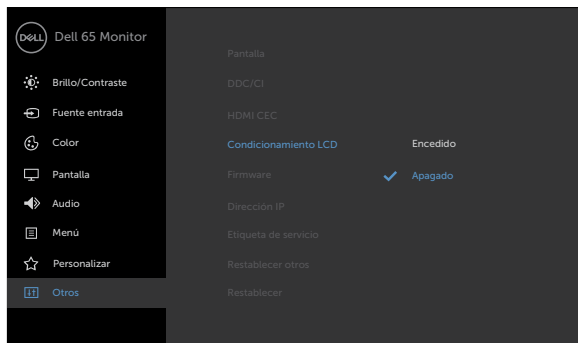 DELL Dell 65 Monitor
Brillo/Contraste
Fuente entrada
Color
Pantalla
Audio
Menú
Personalizar
Otros
Pantalla
DDC/CI
HDMI CEC
Condicionamiento LCD Encedido
Firmware Apagado
Dirección IP
Etiqueta de servicio
Restablecer otros
Restablecer